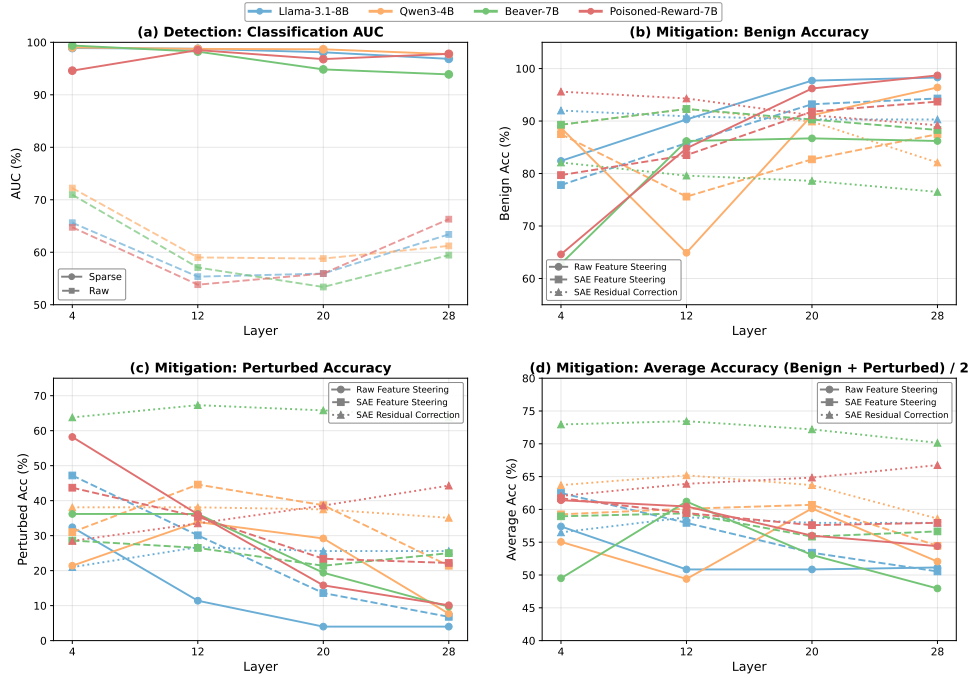 Llama-3.1-8B Qwen3-4B Beaver-7B Poisoned-Reward-7B
(a) Detection: Classification AUC
100
90
80
70
60
50
AUC (%)
Sparse
Raw
4 12 20 28
Layer
(b) Mitigation: Benign Accuracy
100
90
80
70
60
Benign Acc (%)
Raw Feature Steering
SAE Feature Steering
SAE Residual Correction
4 12 20 28
Layer
(c) Mitigation: Perturbed Accuracy
70
60
50
40
30
20
10
0
Perturbed Acc (%)
Raw Feature Steering
SAE Feature Steering
SAE Residual Correction
4 12 20 28
Layer
(d) Mitigation: Average Accuracy (Benign + Perturbed) / 2
80
75
70
65
60
55
50
45
40
Average Acc (%)
Raw Feature Steering
SAE Feature Steering
SAE Residual Correction
4 12 20 28
Layer